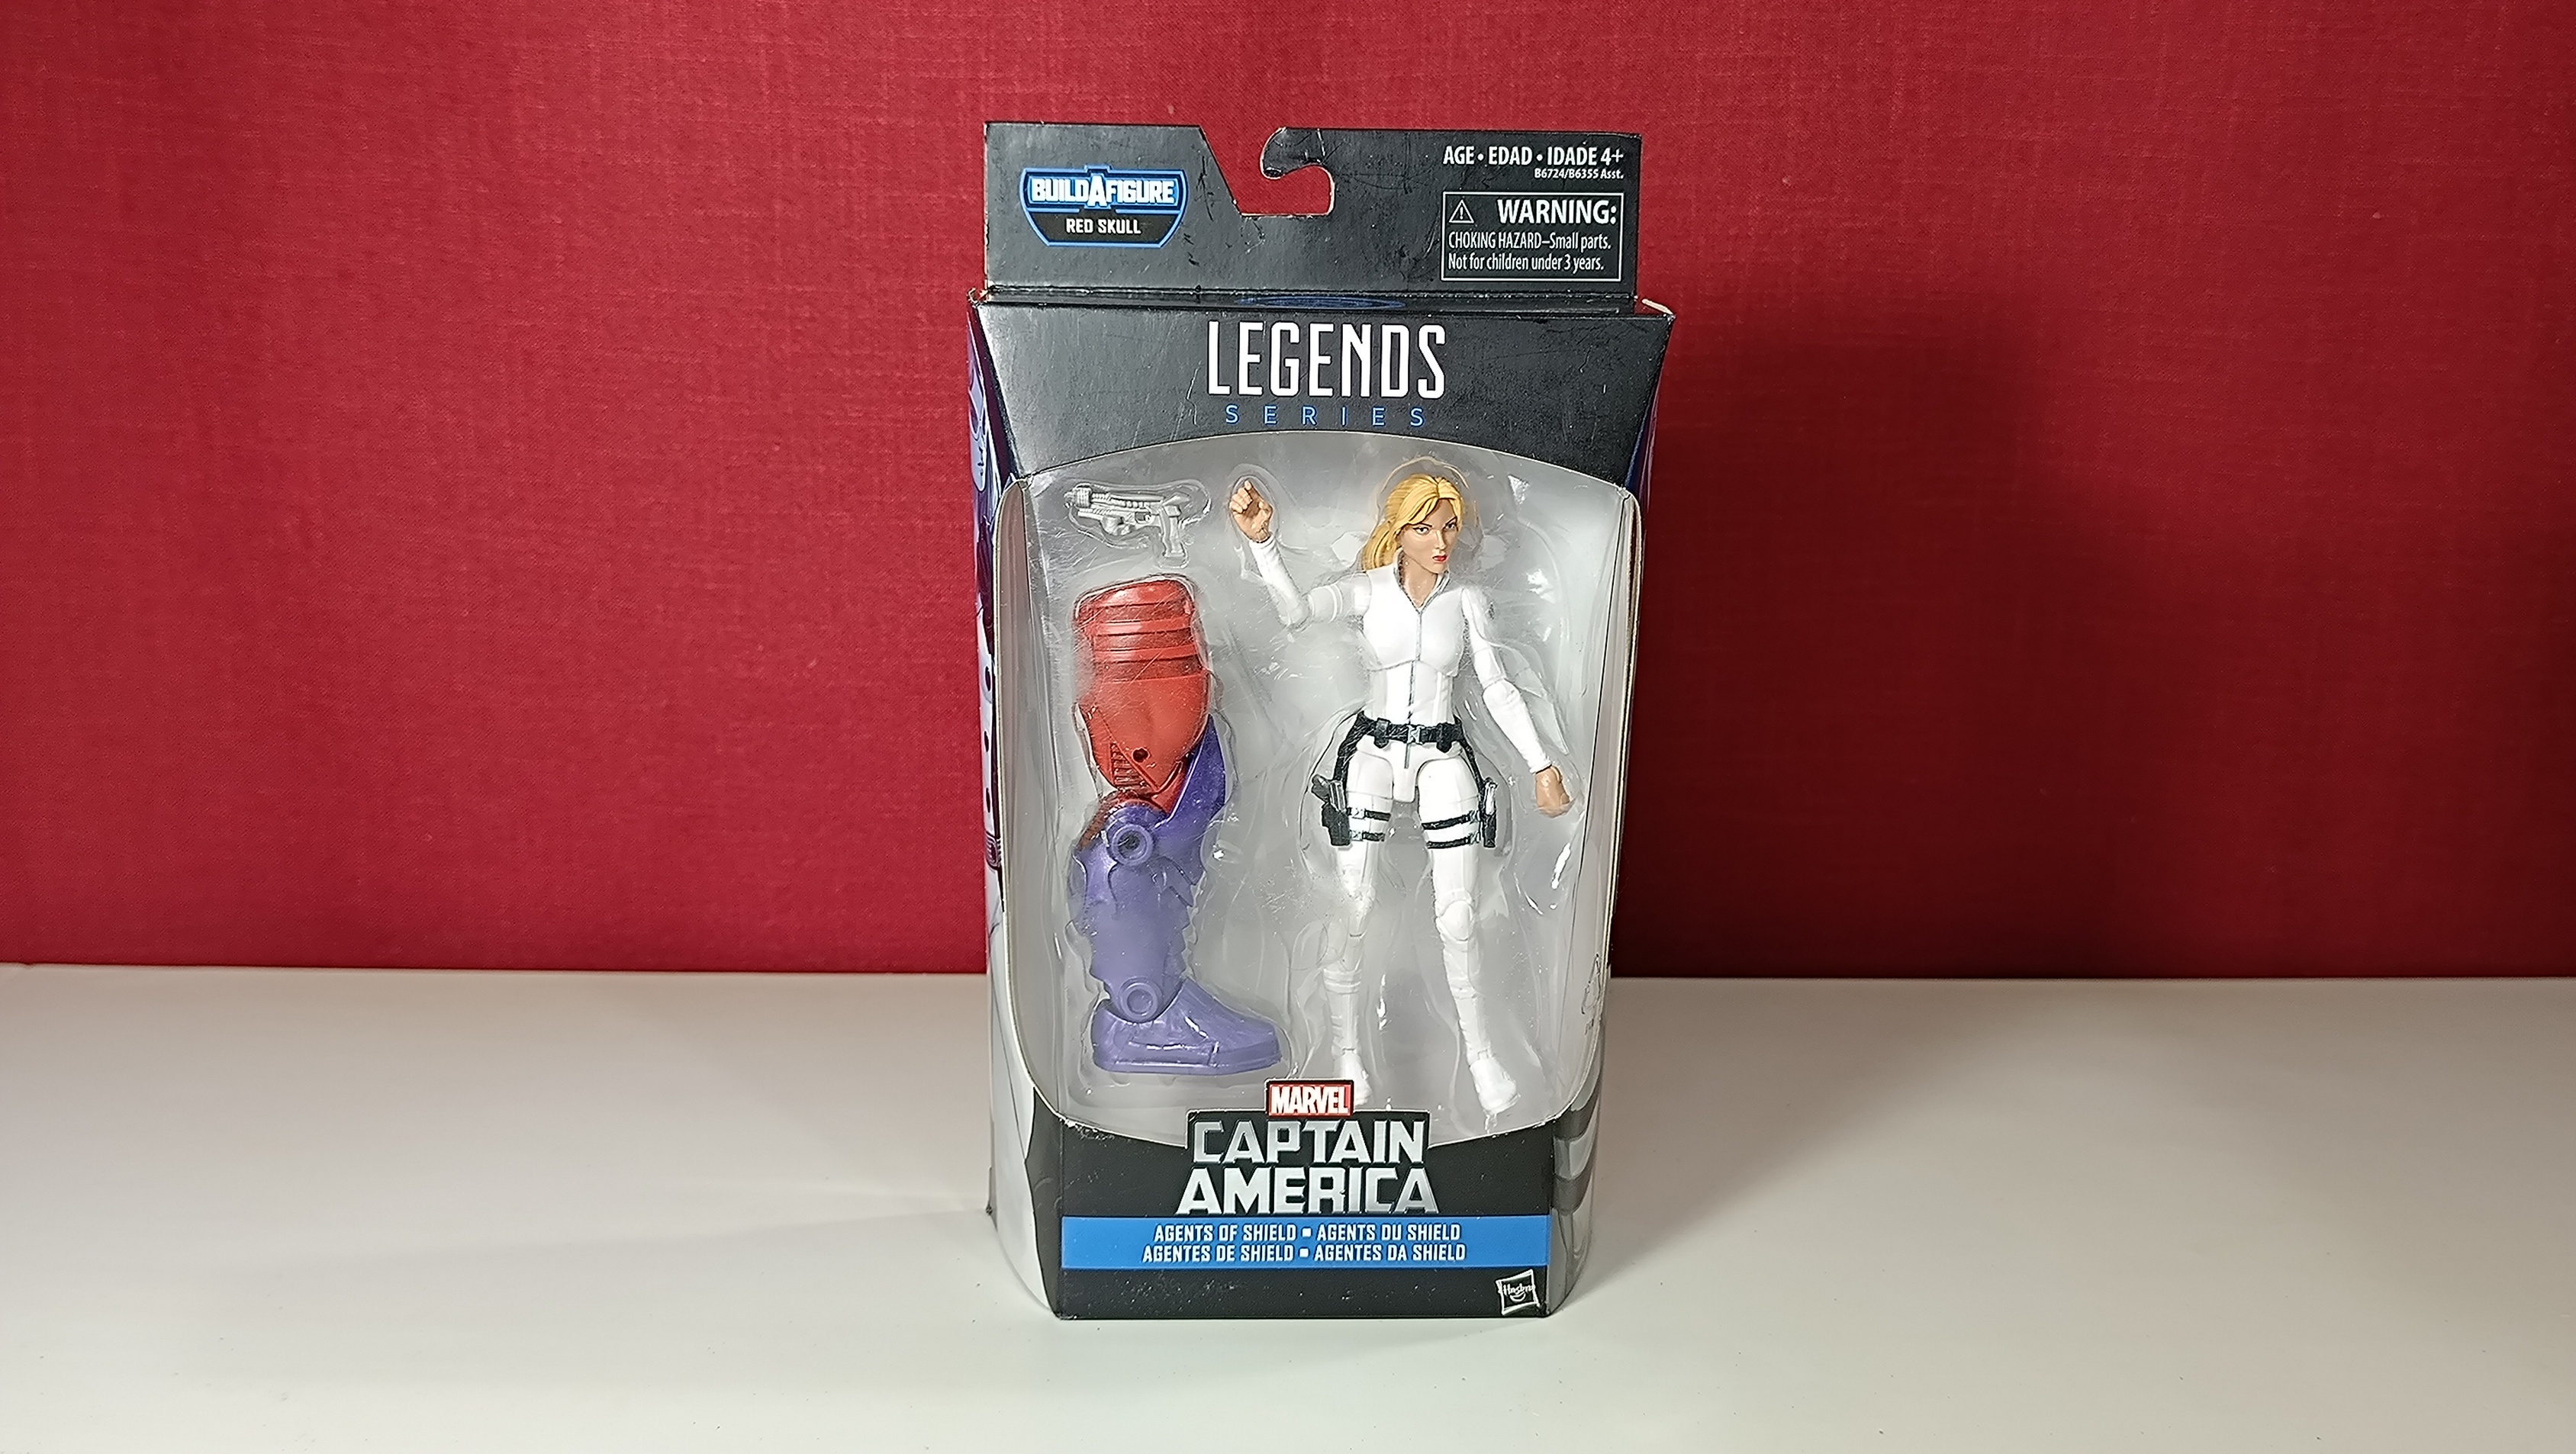 BUILDAFIGURE
RED SKULL
AGE • EDAD • IDADE 4+
B6724/B6355 Asst.
⚠ WARNING:
CHOKING HAZARD–Small parts.
Not for children under 3 years.
LEGENDS
SERIES
MARVEL
CAPTAIN
AMERICA
AGENTS OF SHIELD ▪ AGENTS DU SHIELD
AGENTES DE SHIELD ▪ AGENTES DA SHIELD
Hasbro